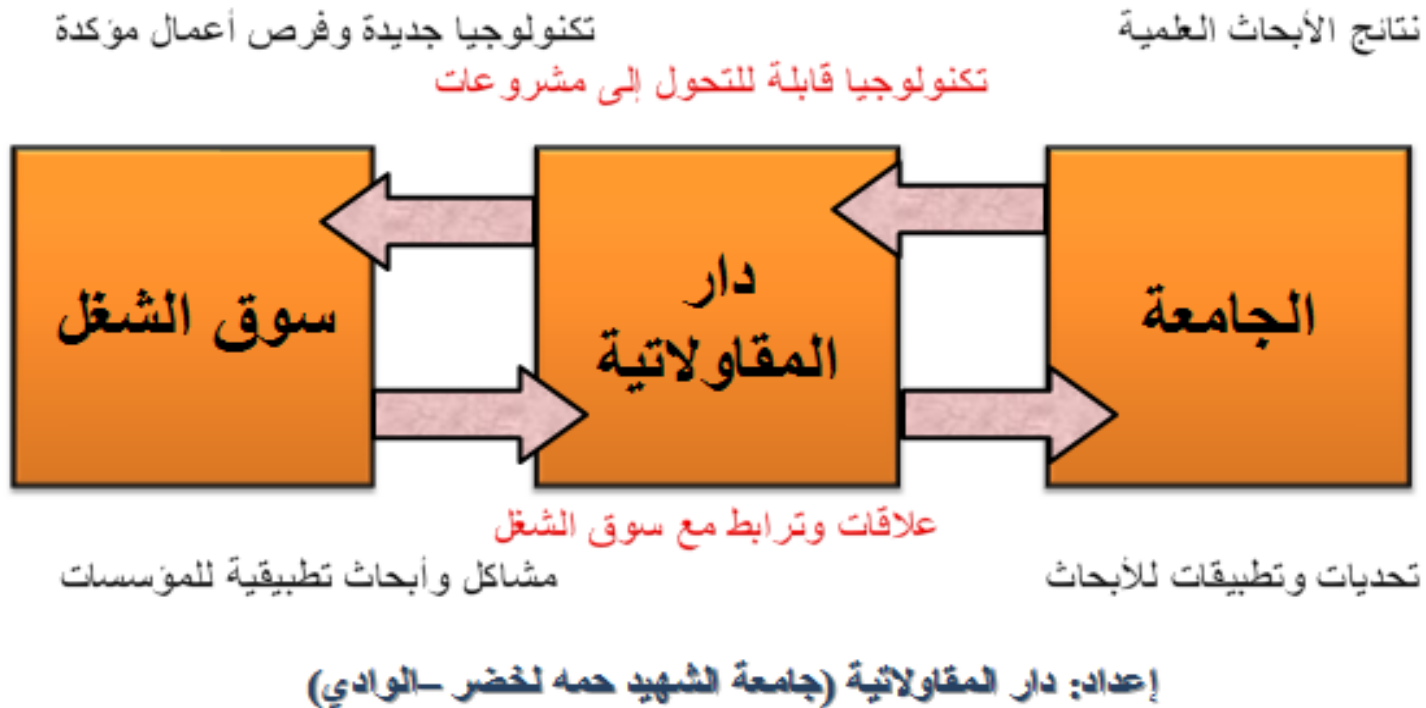 نتائج الأبحاث العلمية
تكنولوجيا جديدة وفرص أعمال مؤكدة
تكنولوجيا قابلة للتحول إلى مشروعات
الجامعة
دار
المقاولاتية
سوق الشغل
علاقات وترابط مع سوق الشغل
تحديات وتطبيقات للأبحاث
مشاكل وأبحاث تطبيقية للمؤسسات
إعداد: دار المقاولاتية (جامعة الشهيد حمه لخضر –الوادي)